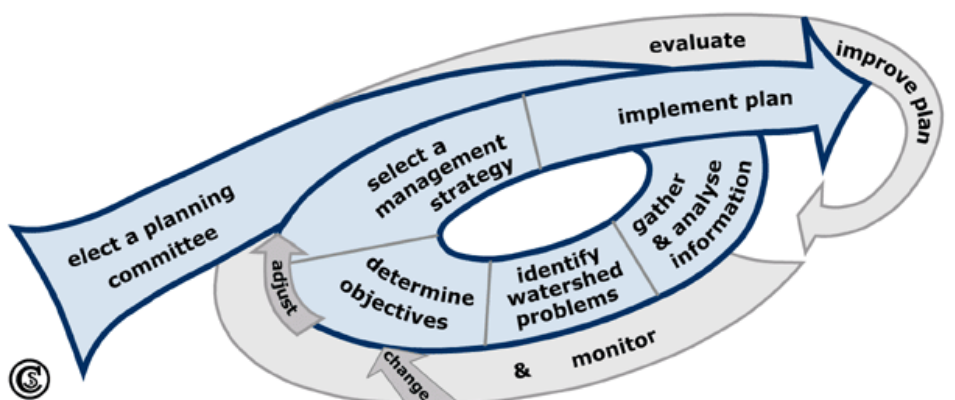 evaluate
improve plan
implement plan
select a
management
strategy
elect a planning
committee
gather
& analyse
information
identify
watershed
problems
determine
objectives
adjust
change
& monitor